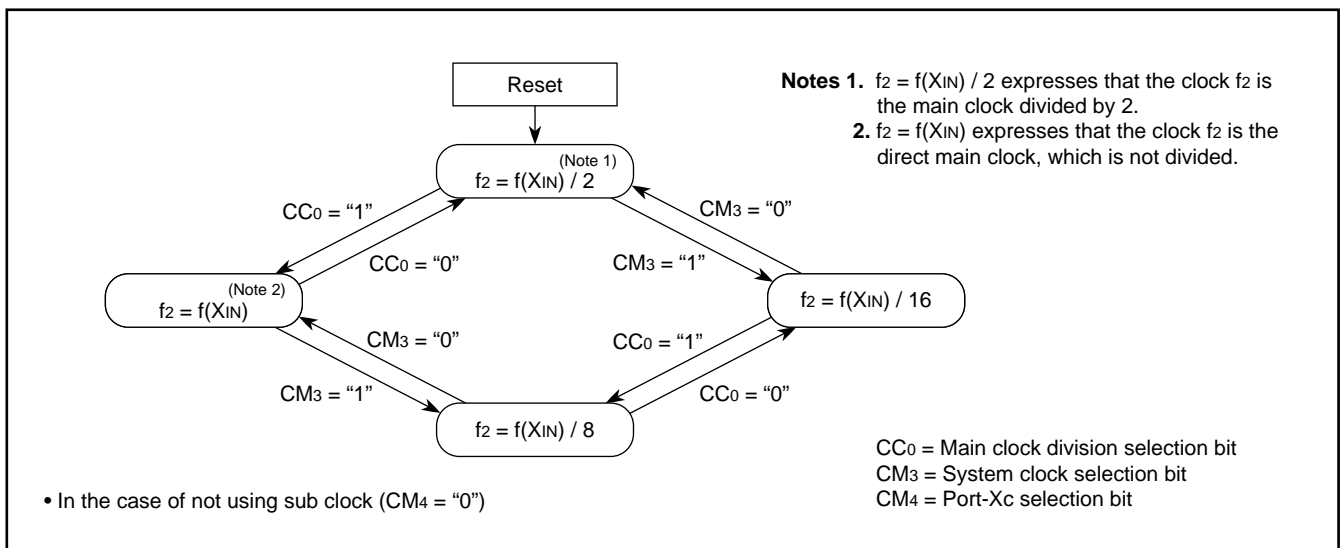 Reset
(Note 1)
f2 = f(XIN) / 2
CC0 = “1”
CC0 = “0”
CM3 = “0”
CM3 = “1”
(Note 2)
f2 = f(XIN)
f2 = f(XIN) / 16
CM3 = “0”
CM3 = “1”
CC0 = “1”
CC0 = “0”
f2 = f(XIN) / 8
Notes 1. f2 = f(XIN) / 2 expresses that the clock f2 is
the main clock divided by 2.
2. f2 = f(XIN) expresses that the clock f2 is the
direct main clock, which is not divided.
• In the case of not using sub clock (CM4 = “0”)
CC0 = Main clock division selection bit
CM3 = System clock selection bit
CM4 = Port-Xc selection bit